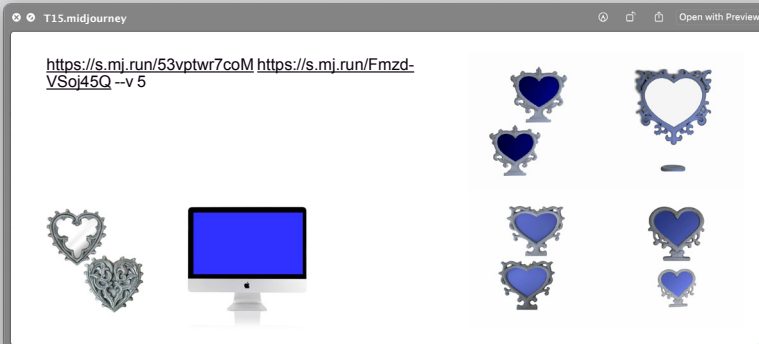 T15.midjourney
Open with Preview
https://s.mj.run/53vptwr7coM https://s.mj.run/Fmzd-
VSoj45Q --v 5